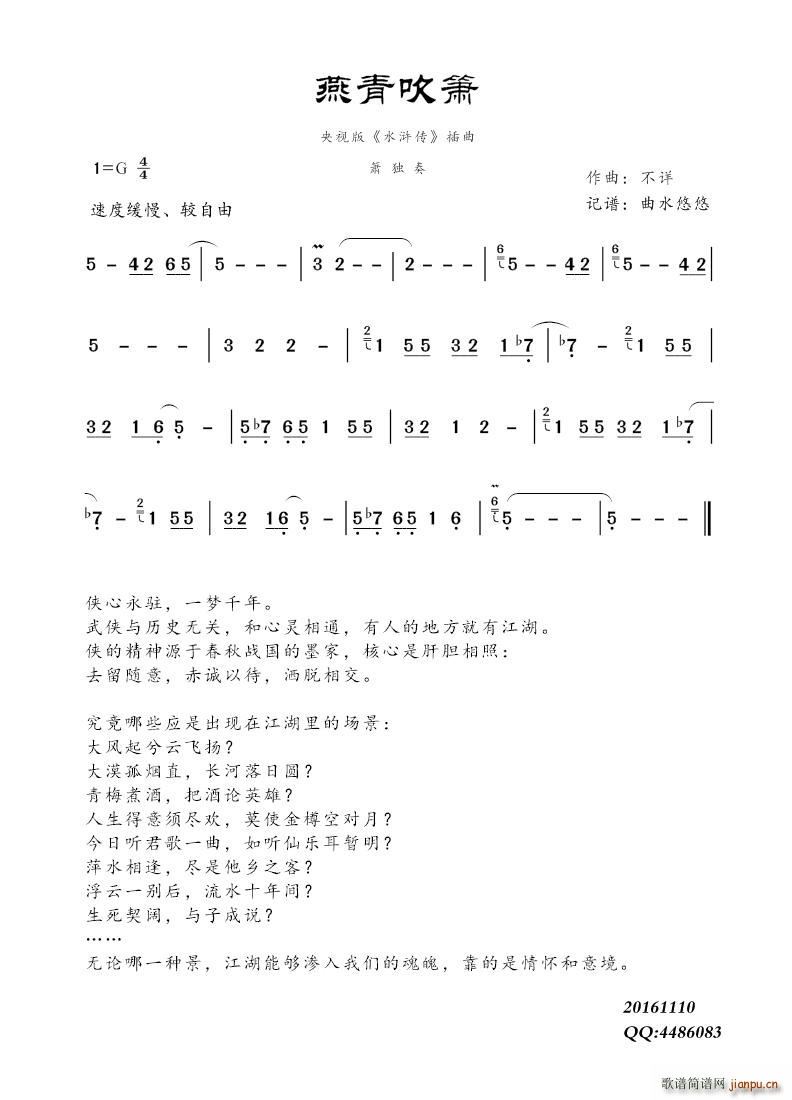 燕青吹箫
央视版《水浒传》插曲
1=G 4/4
箫 独 奏
作曲：不详
速度缓慢、较自由
记谱：曲水悠悠
5 - 42 65 | 5 - - - | 3 2 - - | 2 - - - | 6 5 - - 42 | 6 5 - - 42 |
5 - - - | 3 2 2 - | 2 1 55 32 1♭7 | ♭7 - 2 1 55 |
32 1 6 5 - | 5♭7 65 1 55 | 32 1 2 - | 2 1 55 32 1♭7 |
♭7 - 2 1 55 | 32 16 5 - | 5♭7 65 1 6 | 6 5 - - - | 5 - - - ‖
侠心永驻，一梦千年。
武侠与历史无关，和心灵相通，有人的地方就有江湖。
侠的精神源于春秋战国的墨家，核心是肝胆相照：
去留随意，赤诚以待，洒脱相交。
究竟哪些应是出现在江湖里的场景：
大风起兮云飞扬？
大漠孤烟直，长河落日圆？
青梅煮酒，把酒论英雄？
人生得意须尽欢，莫使金樽空对月？
今日听君歌一曲，如听仙乐耳暂明？
萍水相逢，尽是他乡之客？
浮云一别后，流水十年间？
生死契阔，与子成说？
……
无论哪一种景，江湖能够渗入我们的魂魄，靠的是情怀和意境。
20161110
QQ:4486083
歌谱简谱网 jianpu.cn